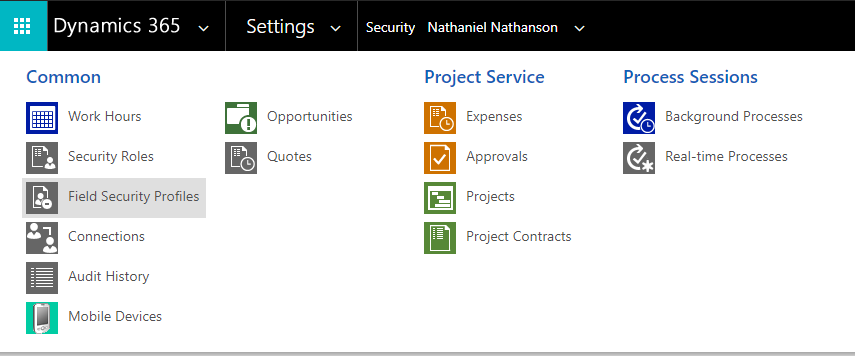 Dynamics 365
Settings
Security
Nathaniel Nathanson
Common
Work Hours
Security Roles
Field Security Profiles
Connections
Audit History
Mobile Devices
Opportunities
Quotes
Project Service
Expenses
Approvals
Projects
Project Contracts
Process Sessions
Background Processes
Real-time Processes